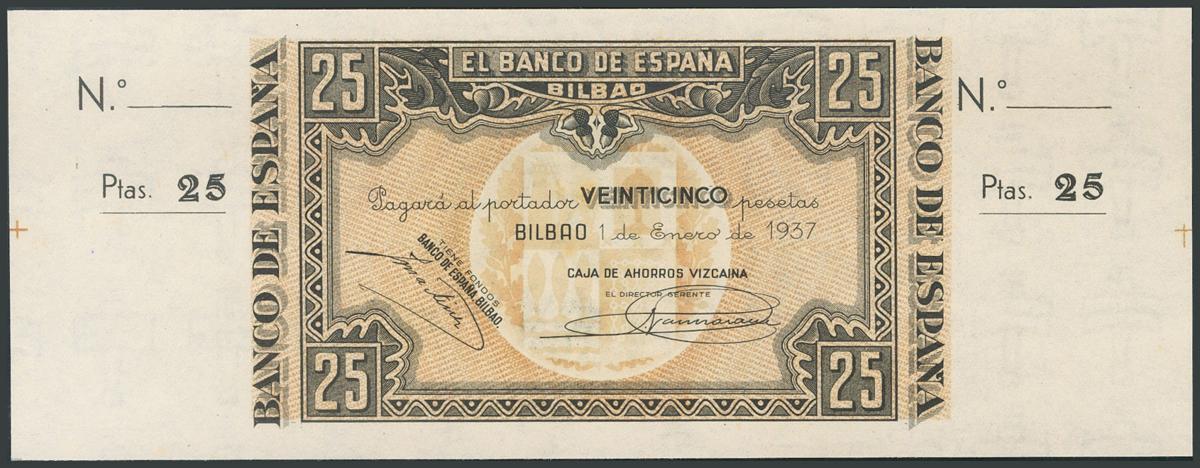 N.º
Ptas. 25
BANCO DE ESPAÑA
25
EL BANCO DE ESPAÑA
BILBAO
25
Pagará al portador VEINTICINCO pesetas
BILBAO 1 de Enero de 1937
TIENE FONDOS
BANCO DE ESPAÑA BILBAO.
CAJA DE AHORROS VIZCAINA
EL DIRECTOR GERENTE
25
25
BANCO DE ESPAÑA
N.º
Ptas. 25